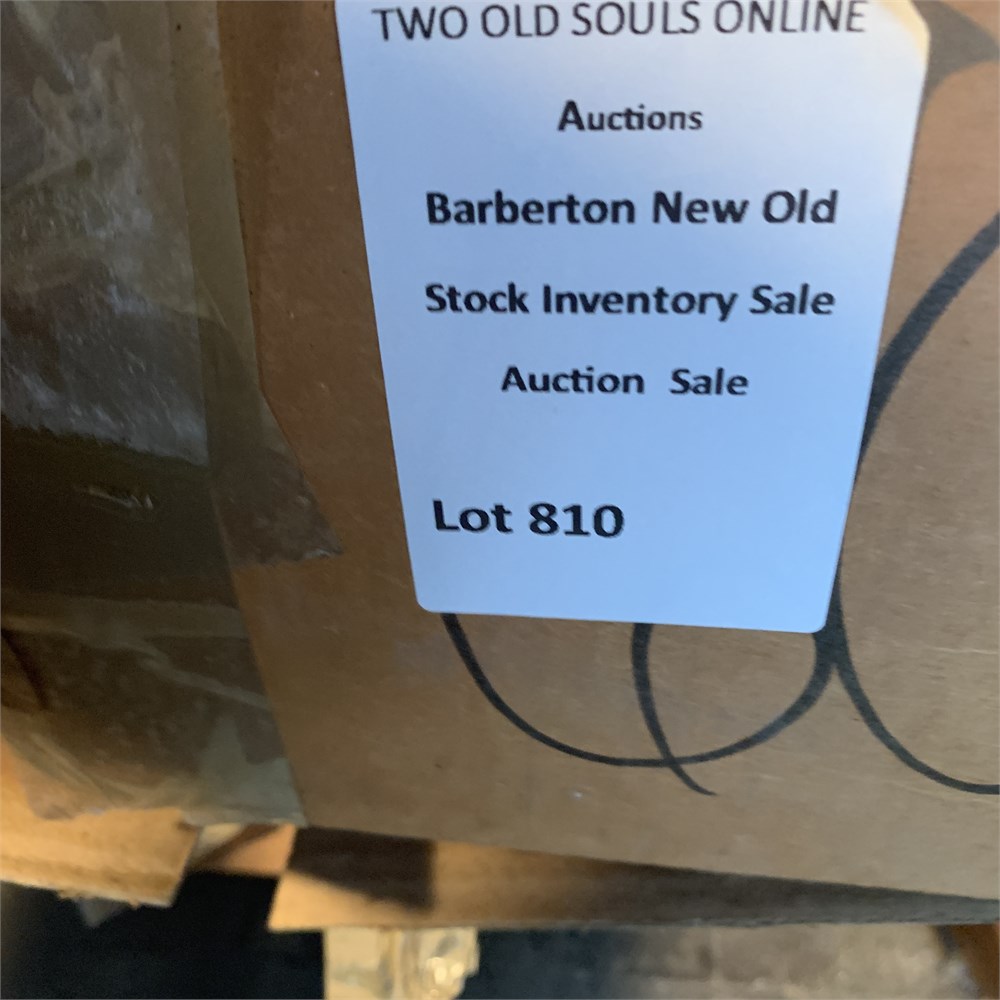 TWO OLD SOULS ONLINE
Auctions
Barberton New Old
Stock Inventory Sale
Auction Sale
Lot 810